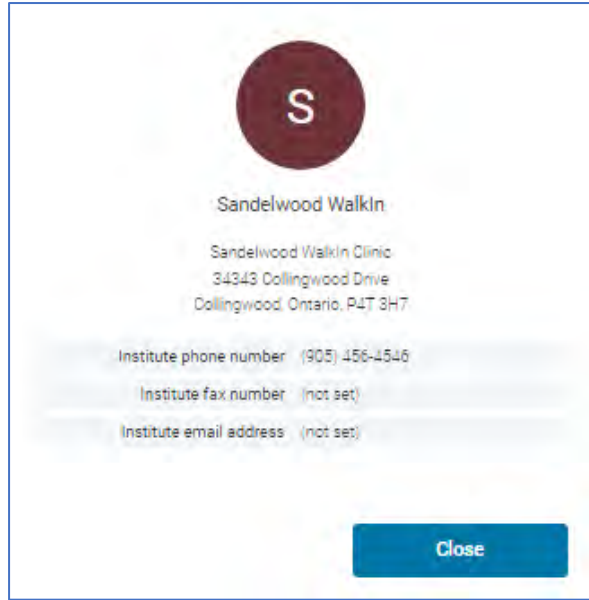 S
Sandelwood WalkIn
Sandelwood WalkIn Clinic
34343 Collingwood Drive
Collingwood, Ontario, P4T 3H7
Institute phone number (905) 456-4546
Institute fax number (not set)
Institute email address (not set)
Close